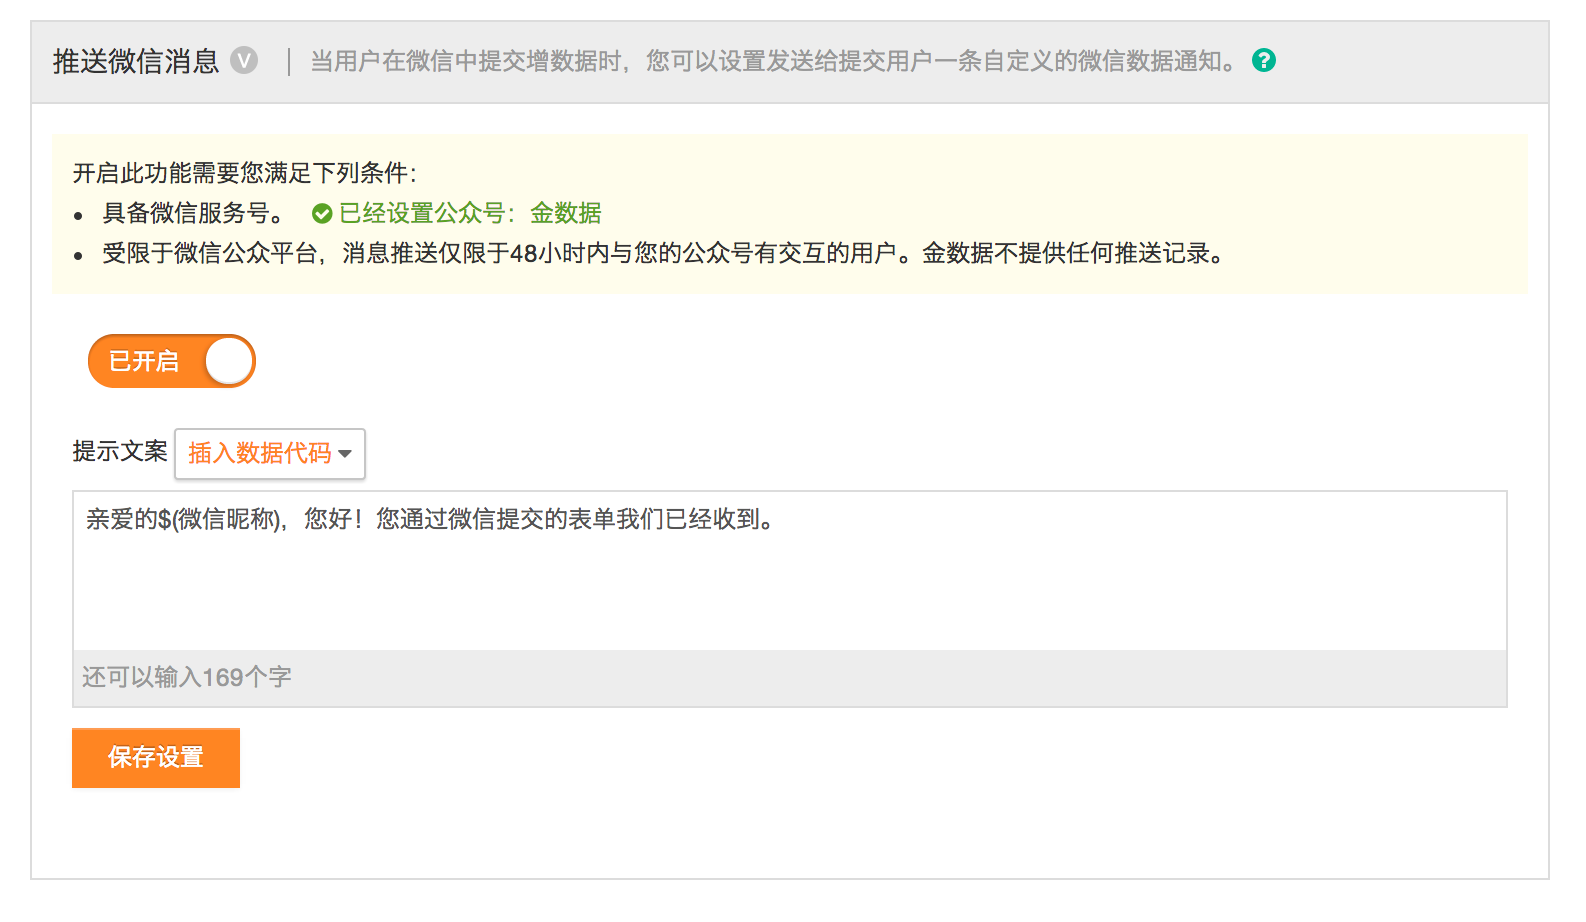 推送微信消息 V | 当用户在微信中提交增数据时，您可以设置发送给提交用户一条自定义的微信数据通知。 ?
开启此功能需要您满足下列条件：
• 具备微信服务号。 已经设置公众号：金数据
• 受限于微信公众平台，消息推送仅限于48小时内与您的公众号有交互的用户。金数据不提供任何推送记录。
已开启
提示文案 插入数据代码
亲爱的$(微信昵称)，您好！您通过微信提交的表单我们已经收到。
还可以输入169个字
保存设置